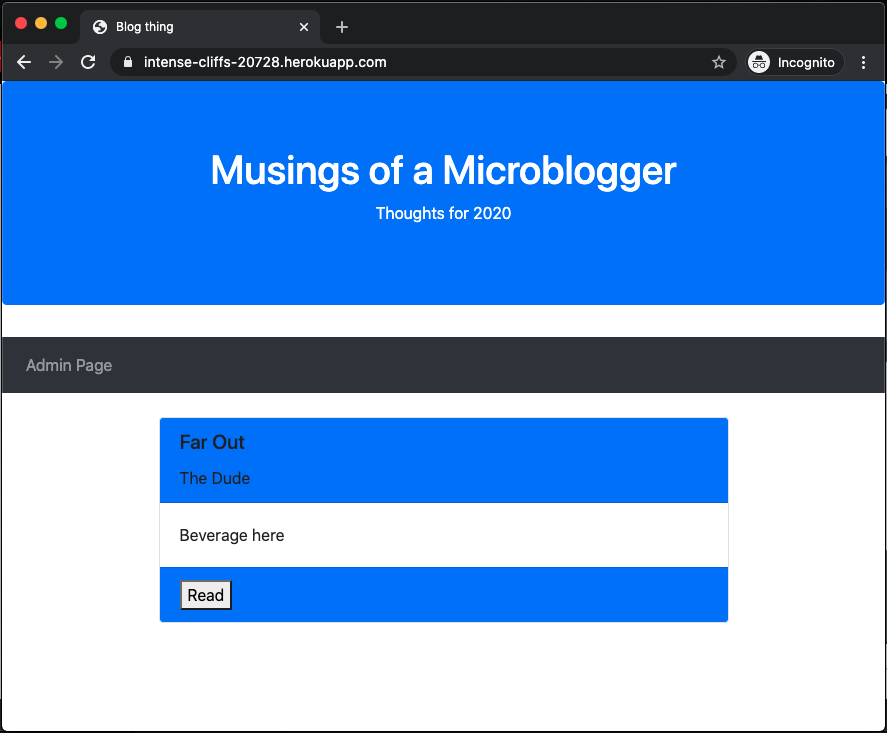 Blog thing
intense-cliffs-20728.herokuapp.com
Incognito
Musings of a Microblogger
Thoughts for 2020
Admin Page
Far Out
The Dude
Beverage here
Read